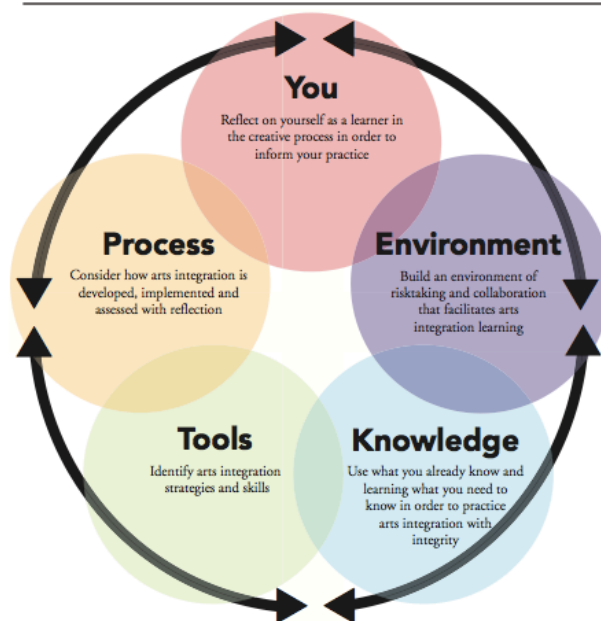 You
Reflect on yourself as a learner in
the creative process in order to
inform your practice
Process
Consider how arts integration is
developed, implemented and
assessed with reflection
Environment
Build an environment of
risktaking and collaboration
that facilitates arts
integration learning
Tools
Identify arts integration
strategies and skills
Knowledge
Use what you already know and
learning what you need to
know in order to practice
arts integration with
integrity